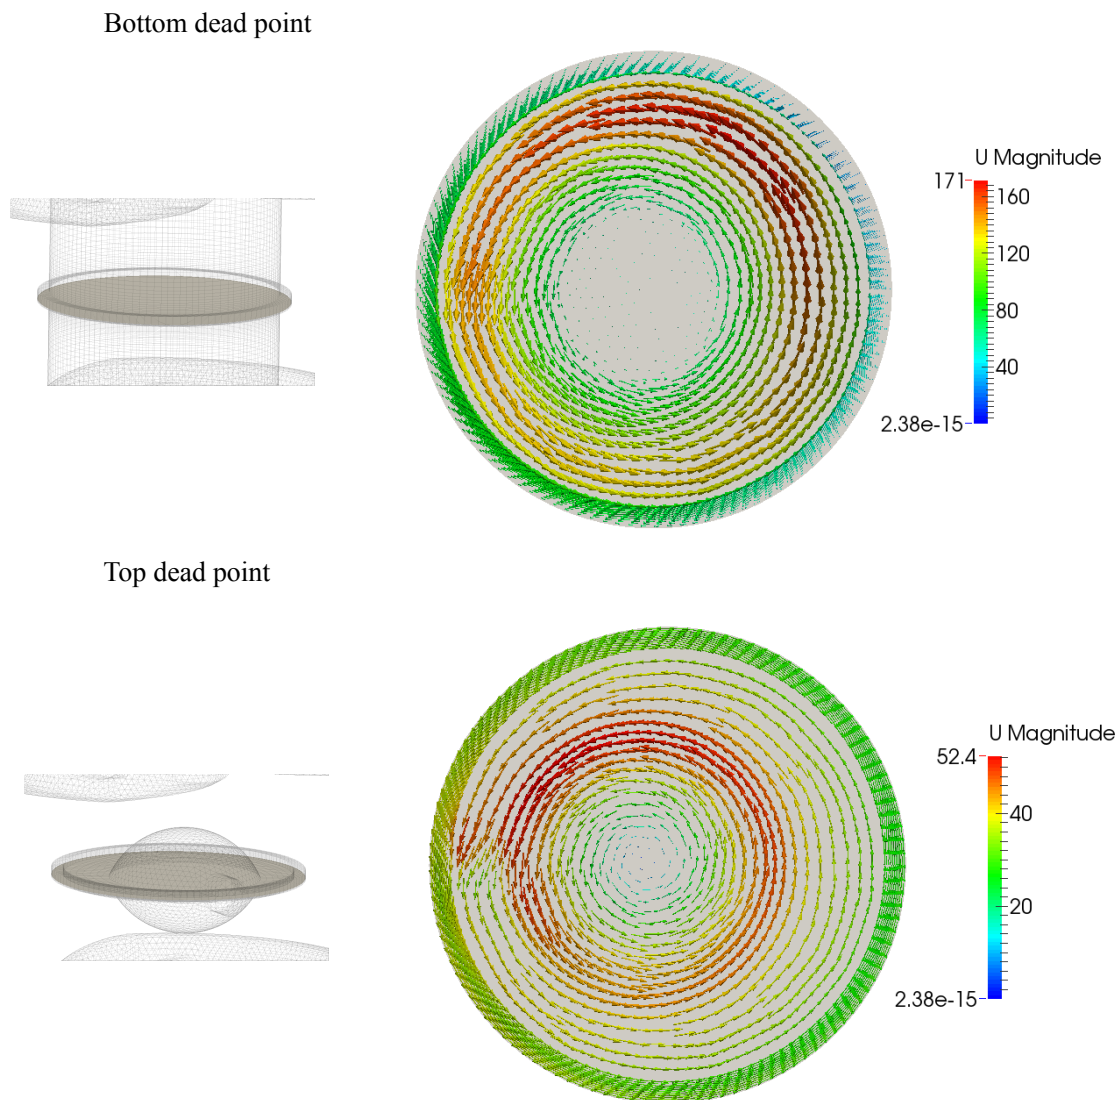 Bottom dead point
U Magnitude
171
160
120
80
40
2.38e-15
Top dead point
U Magnitude
52.4
40
20
2.38e-15